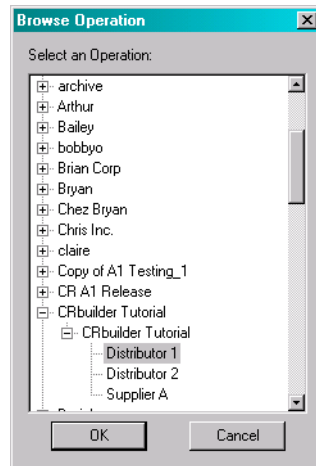 Browse Operation
Select an Operation:
archive
Arthur
Bailey
bobbyo
Brian Corp
Bryan
Chez Bryan
Chris Inc.
claire
Copy of A1 Testing_1
CR A1 Release
CRbuilder Tutorial
CRbuilder Tutorial
Distributor 1
Distributor 2
Supplier A
OK Cancel